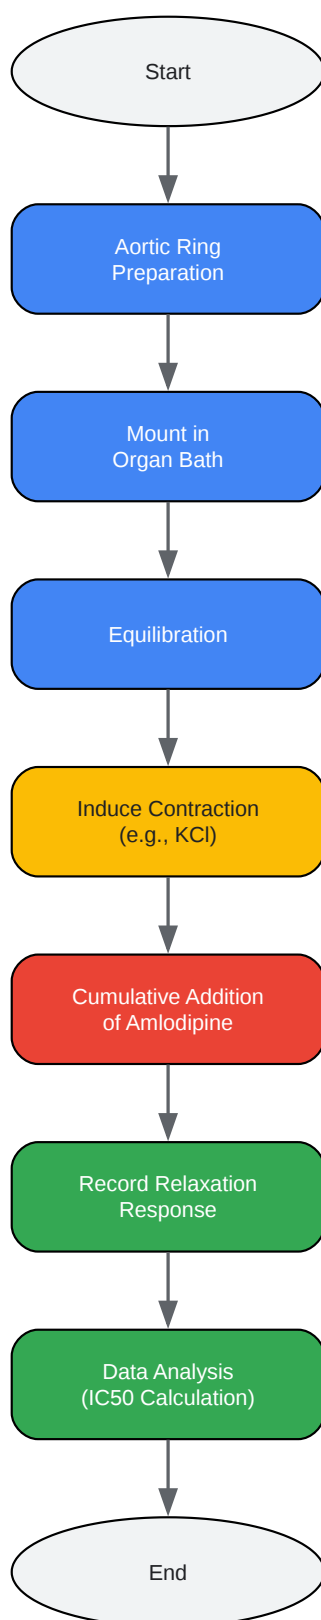 Start
Aortic Ring
Preparation
Mount in
Organ Bath
Equilibration
Induce Contraction
(e.g., KCl)
Cumulative Addition
of Amlodipine
Record Relaxation
Response
Data Analysis
(IC50 Calculation)
End